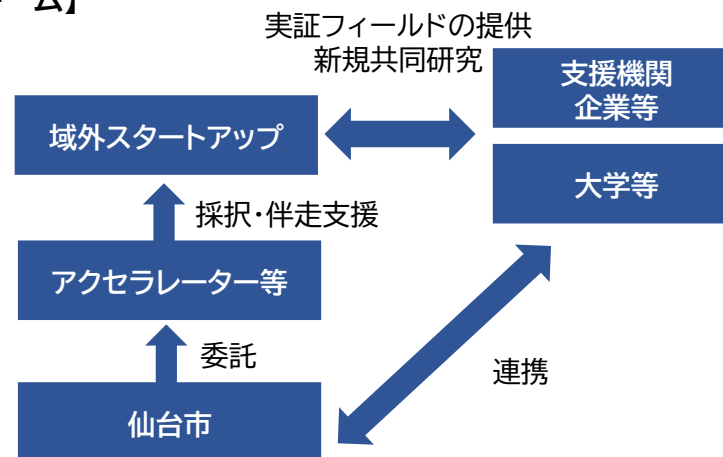 ーム】
実証フィールドの提供
新規共同研究
支援機関
企業等
域外スタートアップ
大学等
採択・伴走支援
アクセラレーター等
委託
連携
仙台市